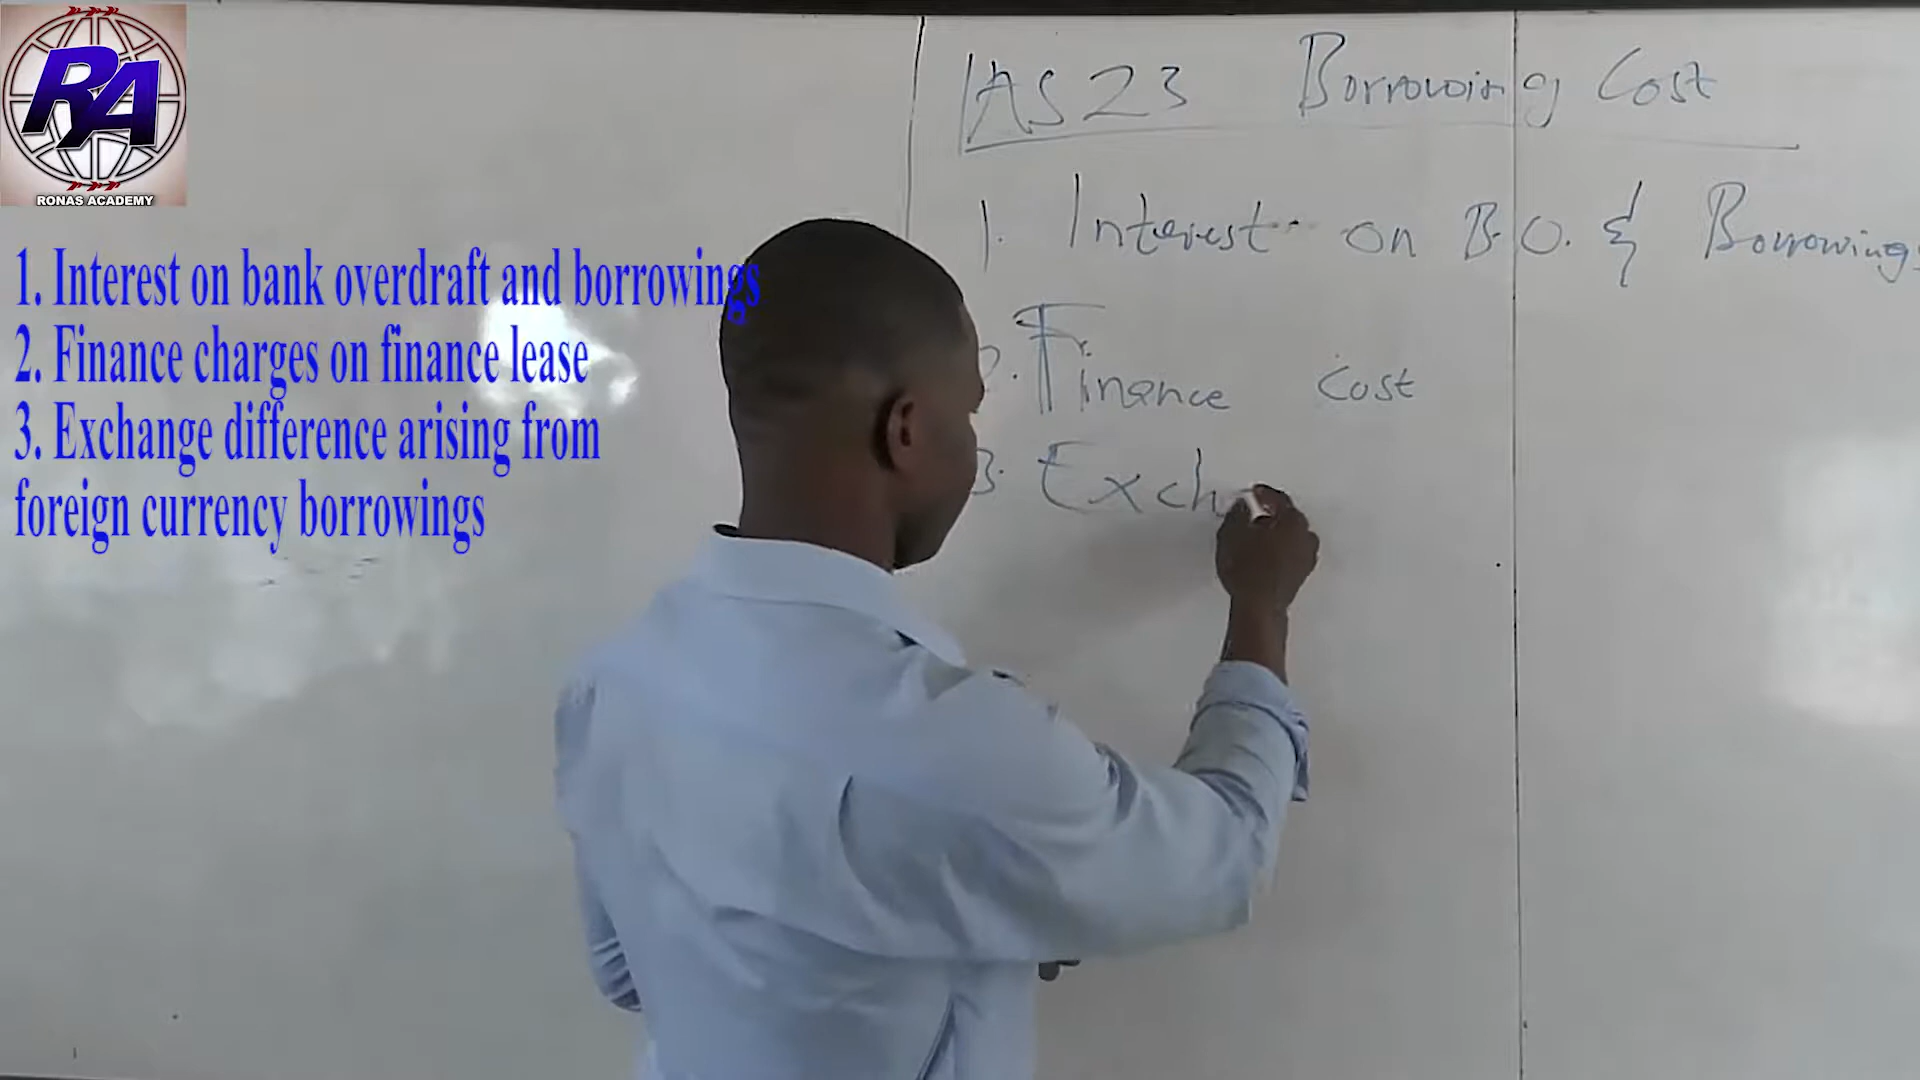 RA
RONAS ACADEMY
1. Interest on bank overdraft and borrowings
2. Finance charges on finance lease
3. Exchange difference arising from
foreign currency borrowings
IAS 23 Borrowing Cost
1. Interest on B.O. & Borrowings
2. Finance Cost
3. Exch